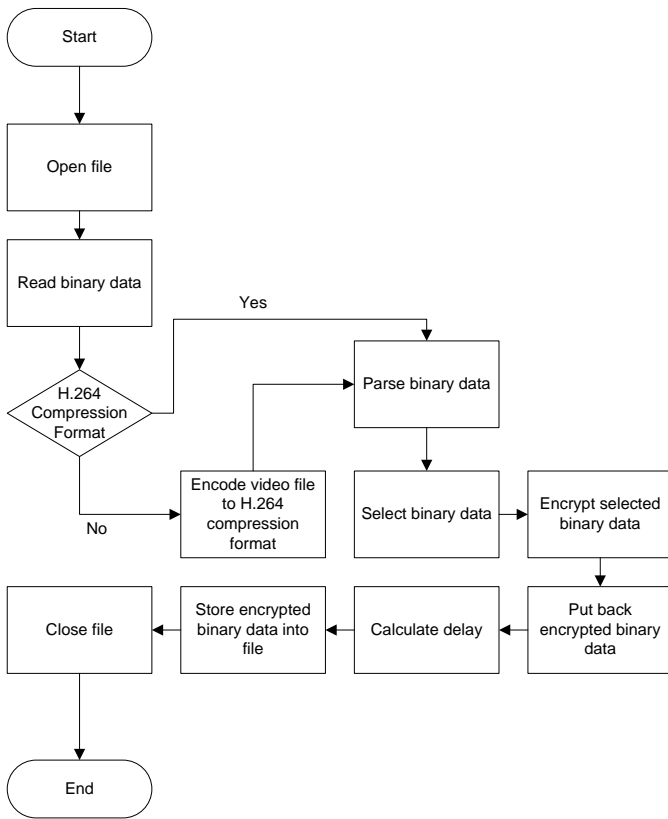 Start
Open file
Read binary data
Yes
H.264
Compression
Format
Parse binary data
No
Encode video file
to H.264
compression
format
Select binary data
Encrypt selected
binary data
Close file
Store encrypted
binary data into
file
Calculate delay
Put back
encrypted binary
data
End